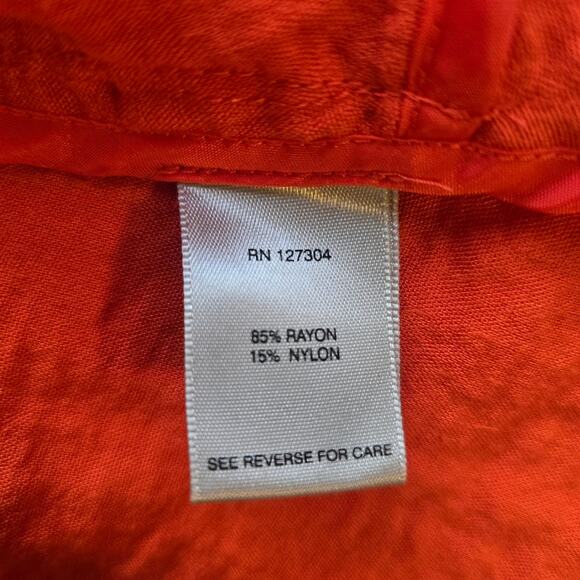 RN 127304
85% RAYON
15% NYLON
SEE REVERSE FOR CARE